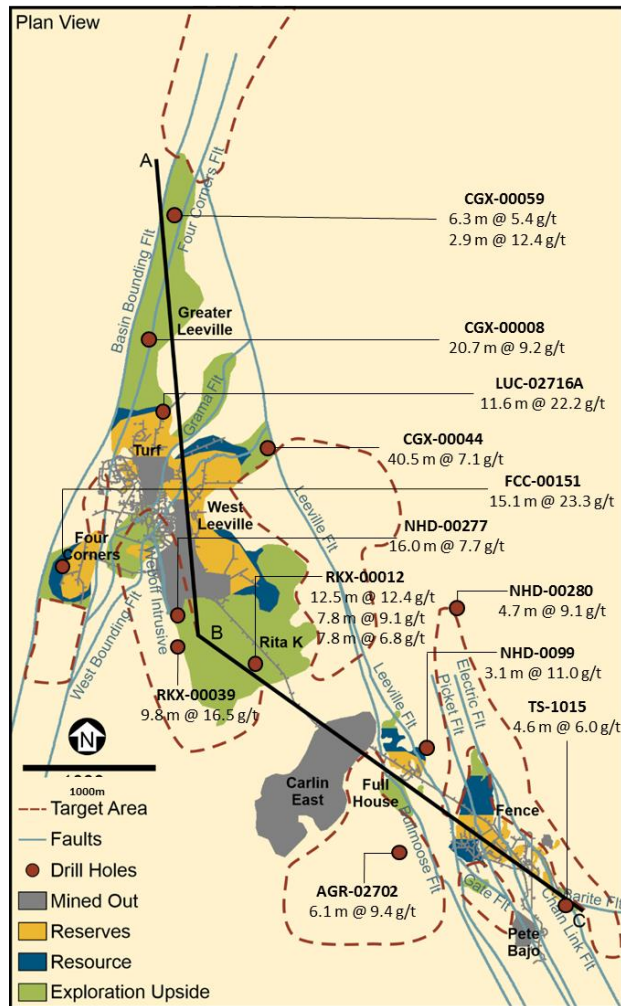 Plan View
A
CGX-00059
6.3 m @ 5.4 g/t
2.9 m @ 12.4 g/t
Four Corners Flt
Basin Bounding Flt
Greater
Leeville
CGX-00008
20.7 m @ 9.2 g/t
LUC-02716A
11.6 m @ 22.2 g/t
Grama Flt
Turf
CGX-00044
40.5 m @ 7.1 g/t
FCC-00151
15.1 m @ 23.3 g/t
West
Leeville
Leeville Flt
NHD-00277
16.0 m @ 7.7 g/t
Four
Corners
RKX-00012
12.5 m @ 12.4 g/t
7.8 m @ 9.1 g/t
7.8 m @ 6.8 g/t
NHD-00280
4.7 m @ 9.1 g/t
Weboff Intrusive
West Bounding Flt
B
Rita K
NHD-0099
3.1 m @ 11.0 g/t
Leeville Flt
Electric Flt
Picket Flt
RKX-00039
9.8 m @ 16.5 g/t
TS-1015
4.6 m @ 6.0 g/t
N
1000m
Carlin
East
Full
House
Fence
Bullmoose Flt
Target Area
Faults
Drill Holes
Mined Out
Reserves
Resource
Exploration Upside
AGR-02702
6.1 m @ 9.4 g/t
Gate Flt
Barite Flt
C
Chain Link Flt
Pete
Bajo